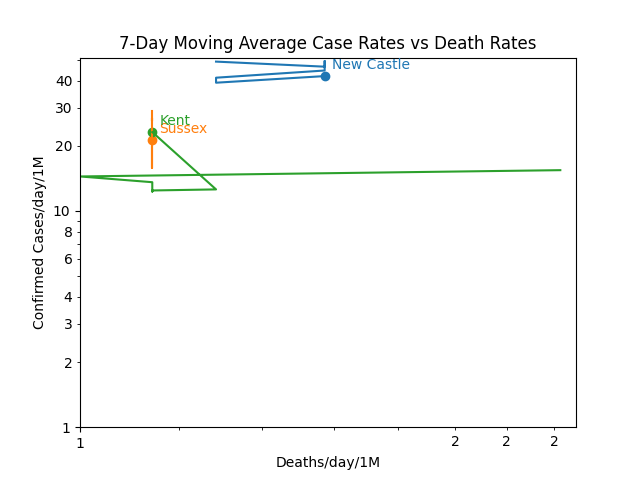 7-Day Moving Average Case Rates vs Death Rates
New Castle
Kent
Sussex
40
30
20
10
8
6
4
3
2
1
Confirmed Cases/day/1M
1
2
2
2
Deaths/day/1M